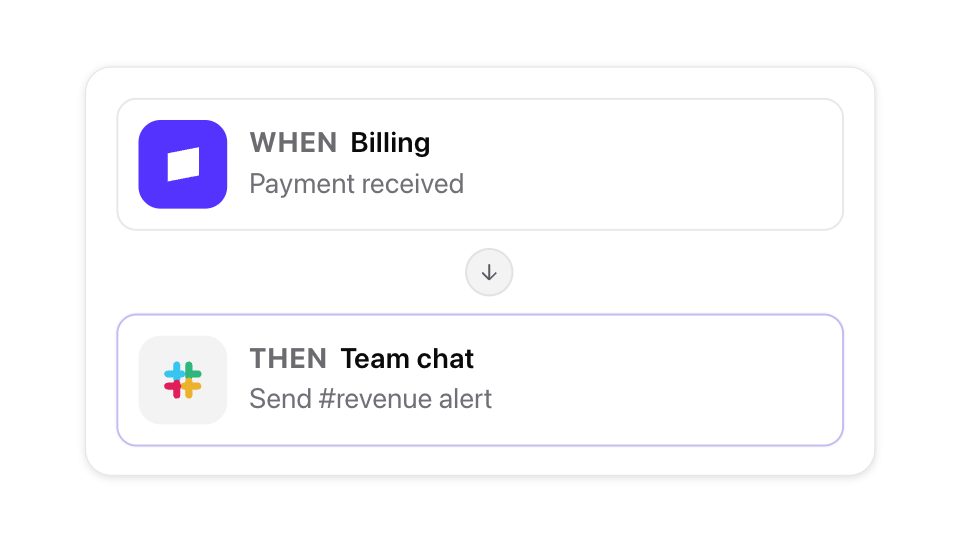 WHEN Billing
Payment received
THEN Team chat
Send #revenue alert